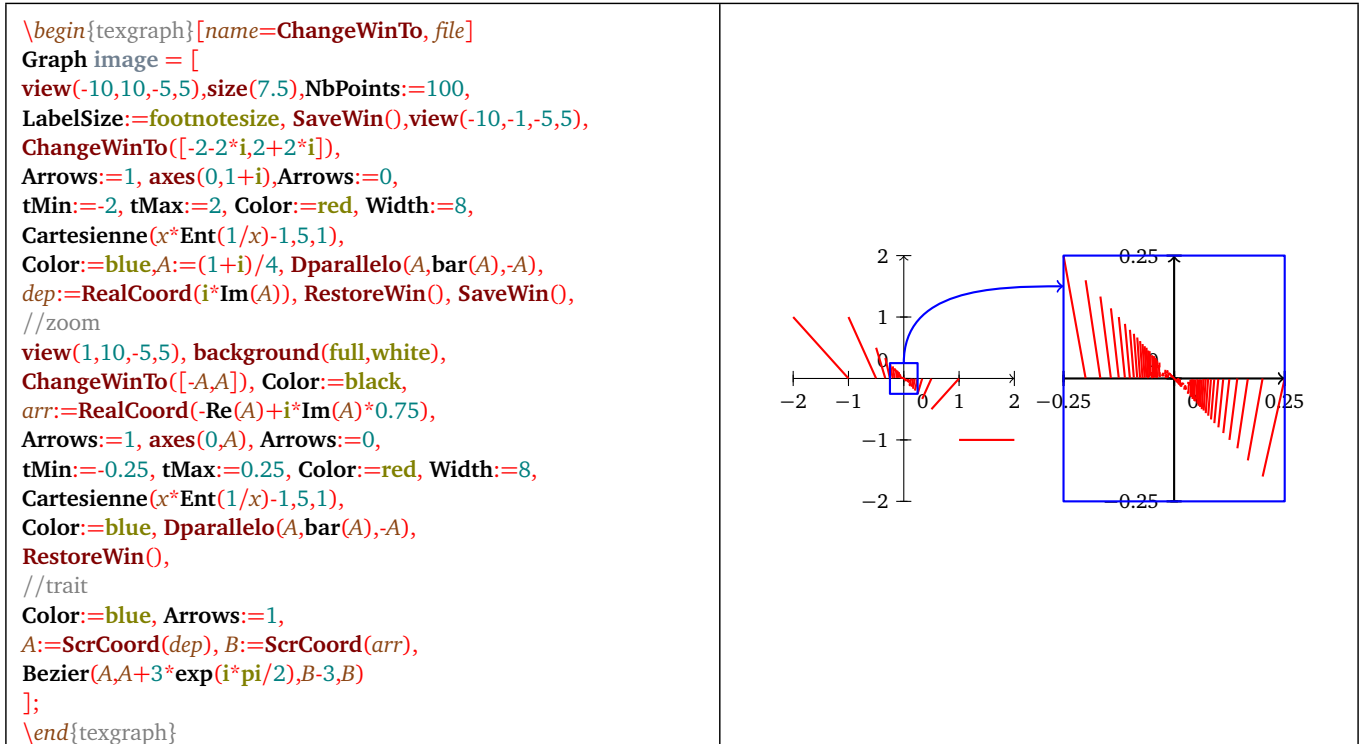 \begin{texgraph}[name=ChangeWinTo, file]
Graph image = [
view(-10,10,-5,5),size(7.5),NbPoints:=100,
LabelSize:=footnotesize, SaveWin(),view(-10,-1,-5,5),
ChangeWinTo([-2-2*i,2+2*i]),
Arrows:=1, axes(0,1+i),Arrows:=0,
tMin:=-2, tMax:=2, Color:=red, Width:=8,
Cartesienne(x*Ent(1/x)-1,5,1),
Color:=blue,A:=(1+i)/4, Dparallelo(A,bar(A),-A),
dep:=RealCoord(i*Im(A)), RestoreWin(), SaveWin(),
//zoom
view(1,10,-5,5), background(full,white),
ChangeWinTo([-A,A]), Color:=black,
arr:=RealCoord(-Re(A)+i*Im(A)*0.75),
Arrows:=1, axes(0,A), Arrows:=0,
tMin:=-0.25, tMax:=0.25, Color:=red, Width:=8,
Cartesienne(x*Ent(1/x)-1,5,1),
Color:=blue, Dparallelo(A,bar(A),-A),
RestoreWin(),
//trait
Color:=blue, Arrows:=1,
A:=ScrCoord(dep), B:=ScrCoord(arr),
Bezier(A,A+3*exp(i*pi/2),B-3,B)
];
\end{texgraph}
2
1
0
−2 −1 0 1 2
−1
−2
0.25
0
−0.25 0 0.25
−0.25